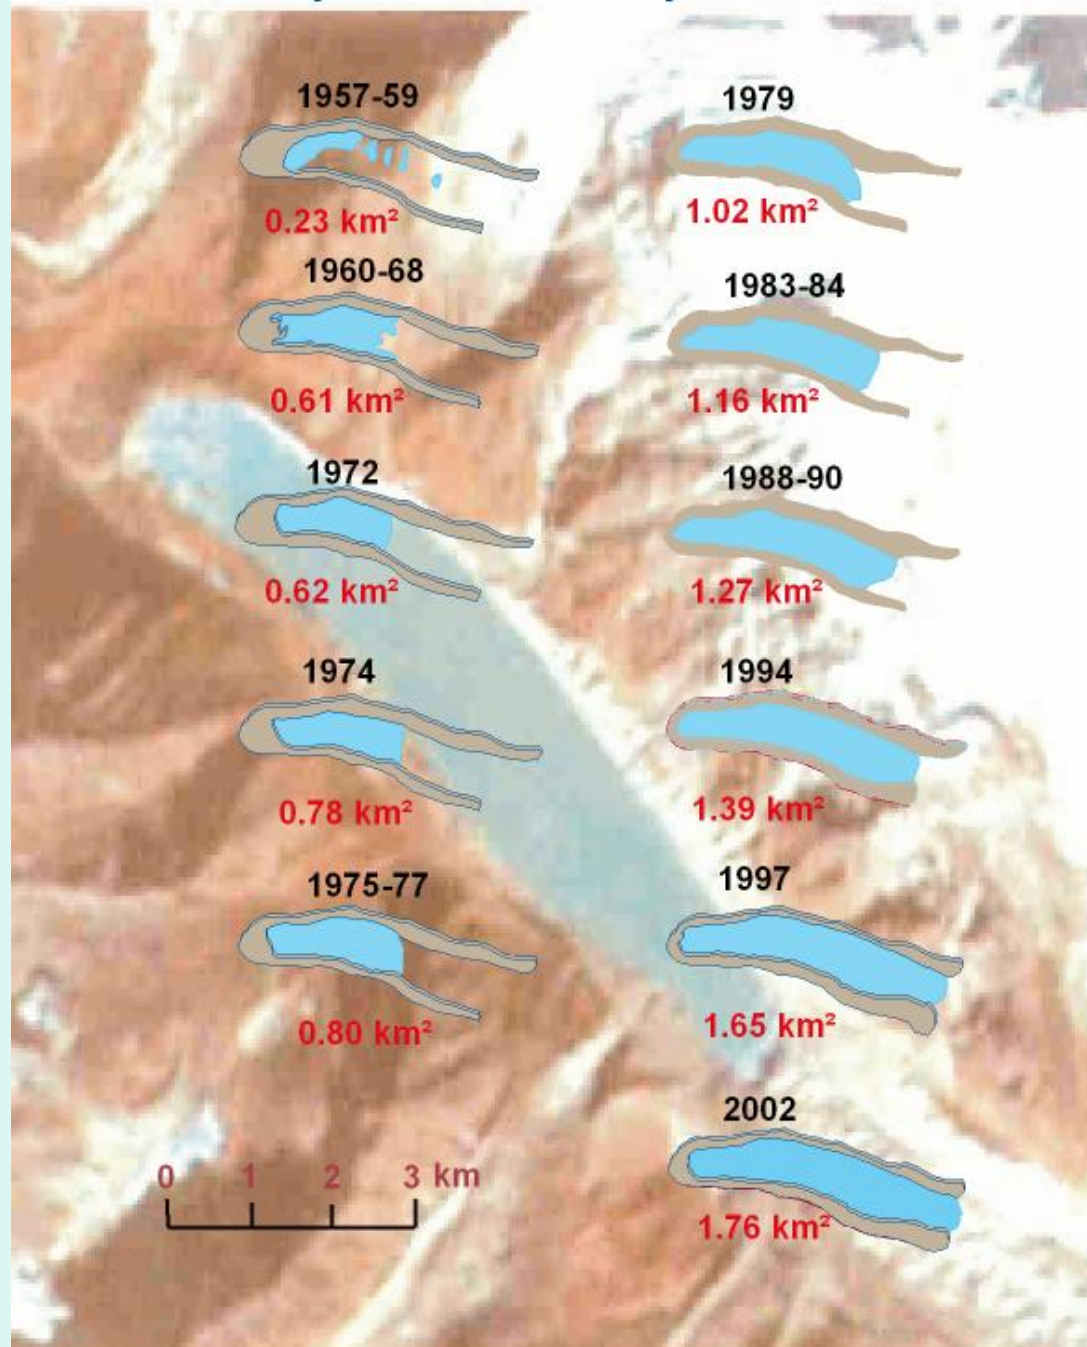 1957-59
0.23 km²
1960-68
0.61 km²
1972
0.62 km²
1974
0.78 km²
1975-77
0.80 km²
1979
1.02 km²
1983-84
1.16 km²
1988-90
1.27 km²
1994
1.39 km²
1997
1.65 km²
2002
1.76 km²
0 1 2 3 km